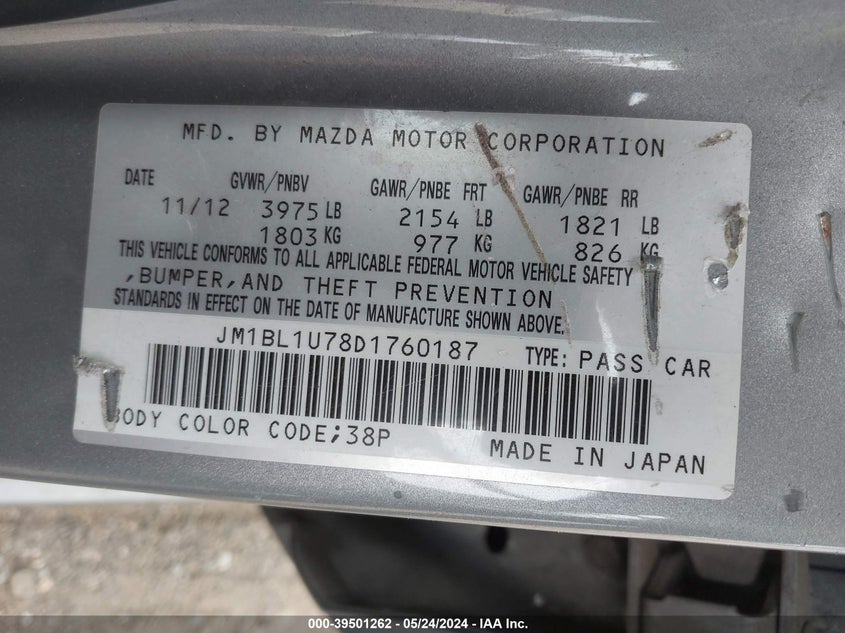 MFD. BY MAZDA MOTOR CORPORATION
DATE GVWR/PNBV GAWR/PNBE FRT GAWR/PNBE RR
11/12 3975 LB 2154 LB 1821 LB
1803 KG 977 KG 826 KG
THIS VEHICLE CONFORMS TO ALL APPLICABLE FEDERAL MOTOR VEHICLE SAFETY
,BUMPER,AND THEFT PREVENTION
STANDARDS IN EFFECT ON THE DATE OF MANUFACTURE SHOWN ABOVE.
JM1BL1U78D1760187 TYPE: PASS CAR
BODY COLOR CODE;38P
MADE IN JAPAN
000-39501262 - 05/24/2024 - IAA Inc.